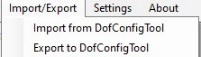 Import/Export Settings About
Import from DofConfigTool
Export to DofConfigTool